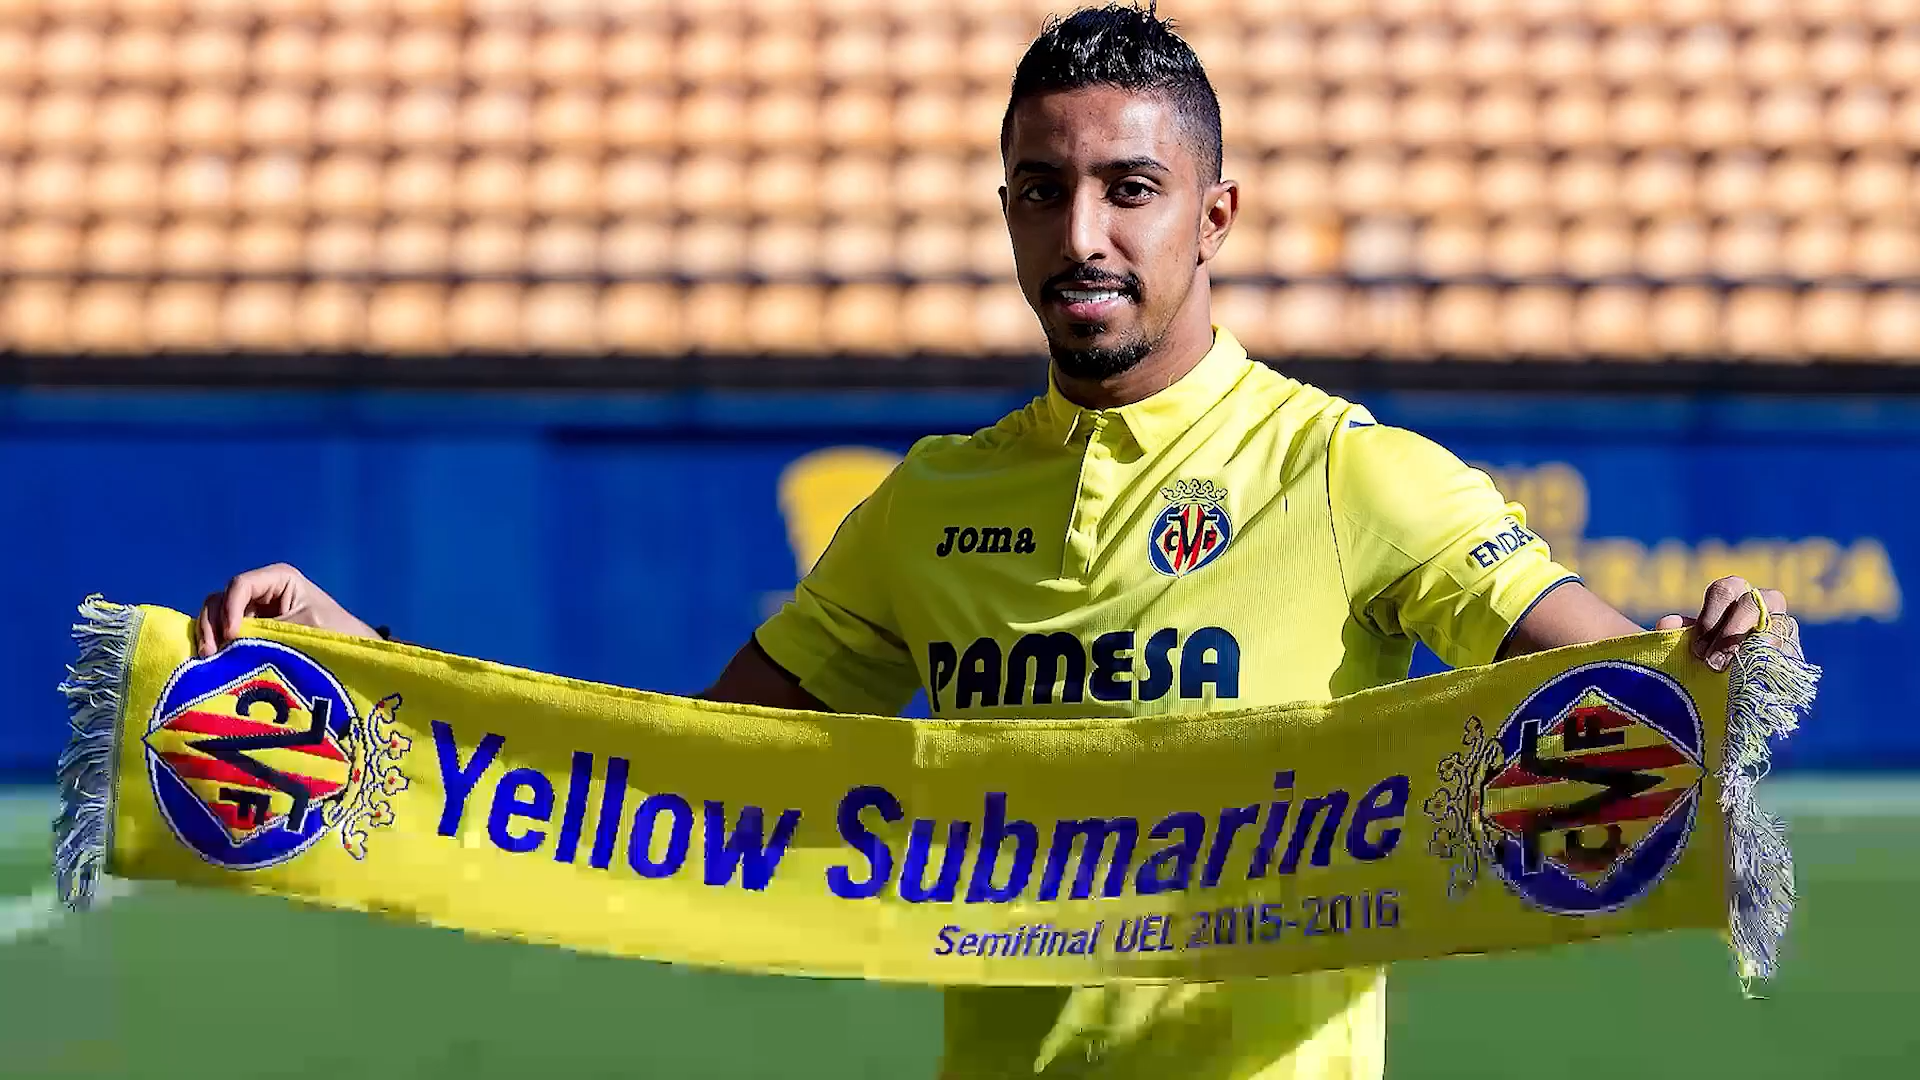 Joma
CVF
ENDA
PAMESA
CVF
Yellow Submarine
CVF
Semifinal UEL 2015-2016